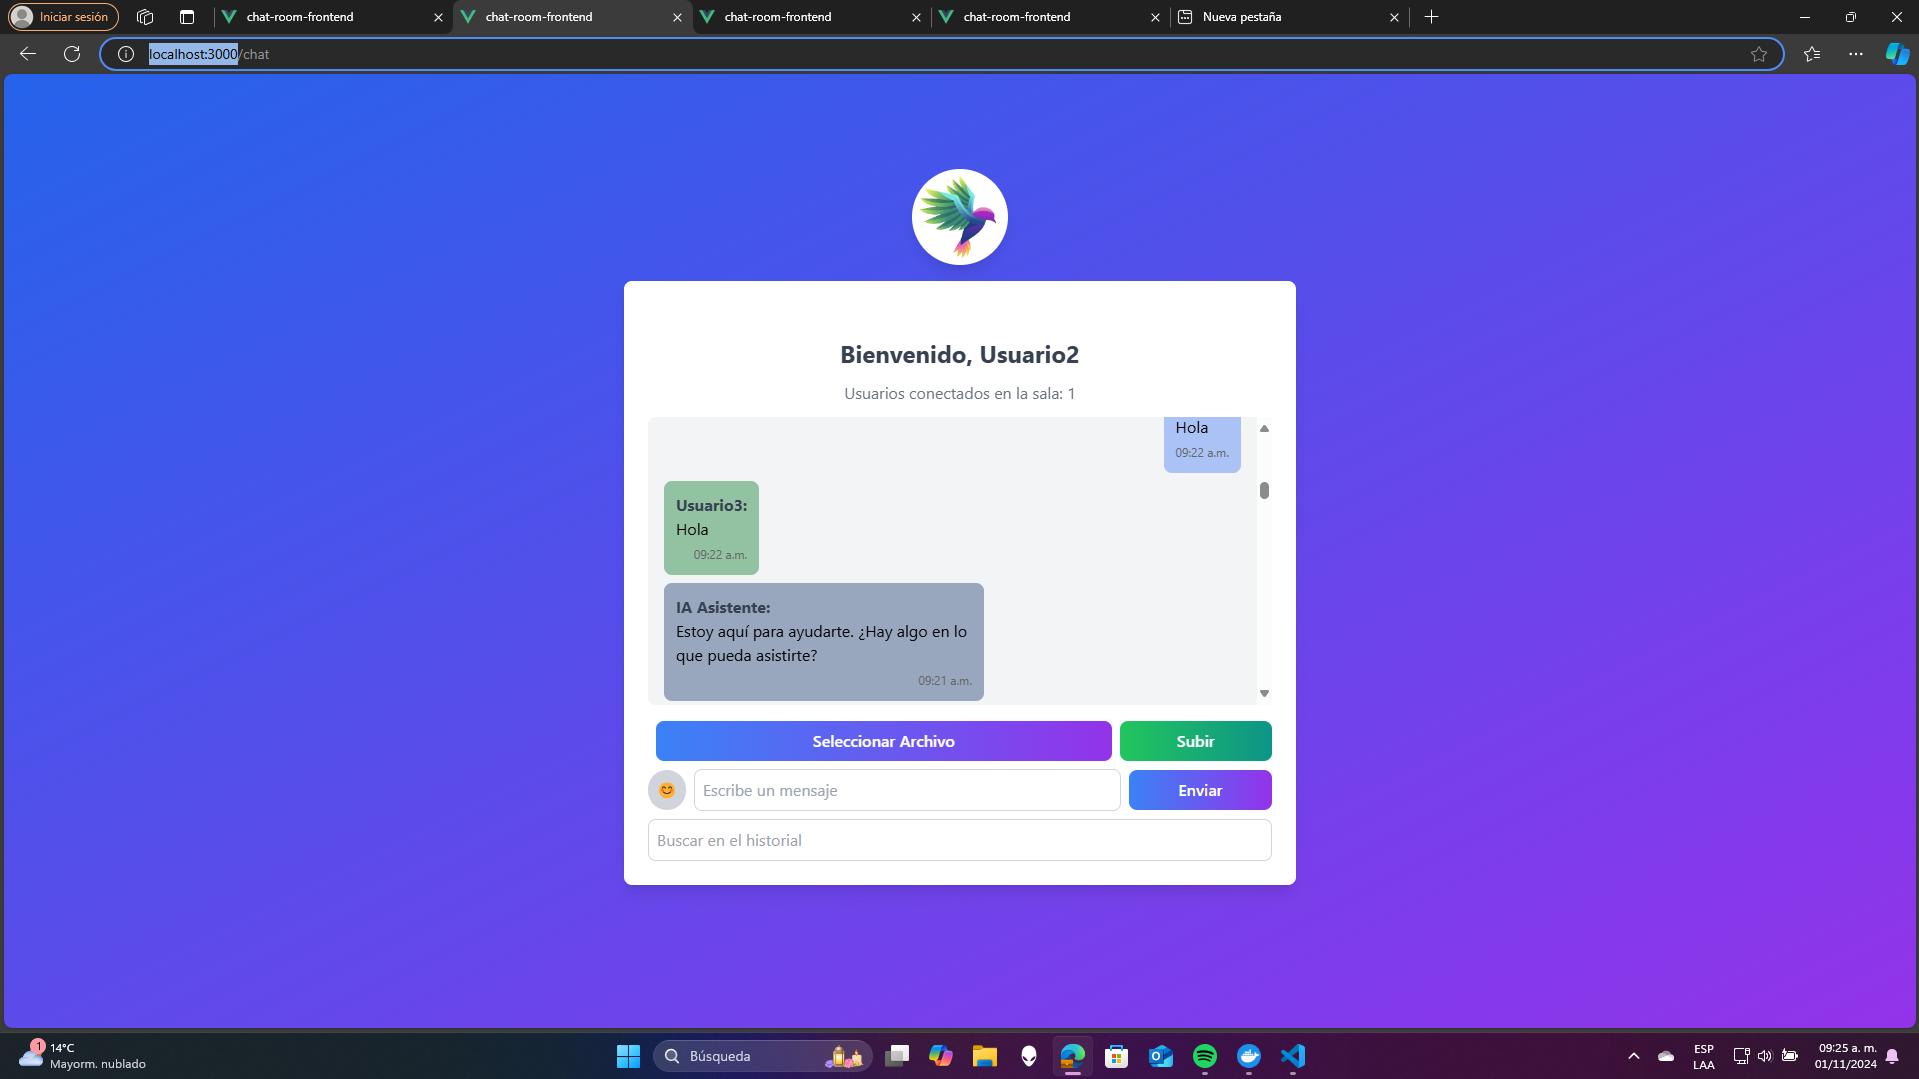 Iniciar sesión
chat-room-frontend
chat-room-frontend
chat-room-frontend
chat-room-frontend
Nueva pestaña
localhost:3000/chat
Bienvenido, Usuario2
Usuarios conectados en la sala: 1
Hola
09:22 a.m.
Usuario3:
Hola
09:22 a.m.
IA Asistente:
Estoy aquí para ayudarte. ¿Hay algo en lo
que pueda asistirte?
09:21 a.m.
Seleccionar Archivo
Subir
Escribe un mensaje
Enviar
Buscar en el historial
1
14°C
Mayorm. nublado
Búsqueda
ESP
LAA
09:25 a. m.
01/11/2024